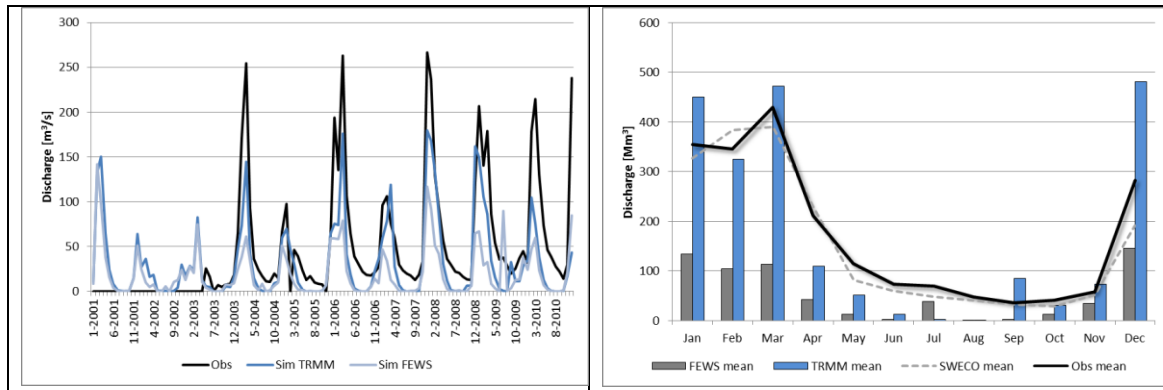 300
250
200
150
100
50
0
Discharge [m³/s]
1-2001 6-2001 11-2001 4-2002 9-2002 2-2003 7-2003 12-2003 5-2004 10-2004 3-2005 8-2005 1-2006 6-2006 11-2006 4-2007 9-2007 2-2008 7-2008 12-2008 5-2009 10-2009 3-2010 8-2010
Obs Sim TRMM Sim FEWS
600
500
400
300
200
100
0
Discharge [Mm³]
Jan Feb Mar Apr May Jun Jul Aug Sep Oct Nov Dec
FEWS mean TRMM mean SWECO mean Obs mean